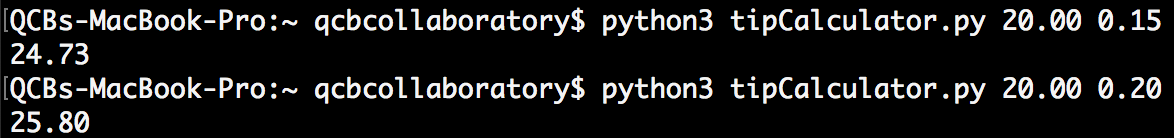 QCBs-MacBook-Pro:~ qcbcollaboratory$ python3 tipCalculator.py 20.00 0.15
24.73
QCBs-MacBook-Pro:~ qcbcollaboratory$ python3 tipCalculator.py 20.00 0.20
25.80